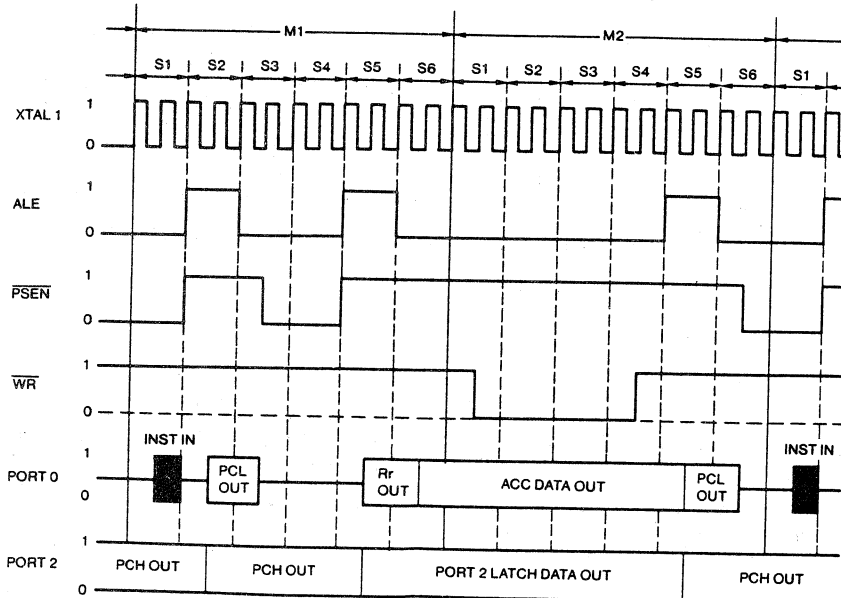 M1 M2
S1 S2 S3 S4 S5 S6 S1 S2 S3 S4 S5 S6 S1
XTAL 1 1 0
ALE 1 0
PSEN 1 0
WR 1 0
INST IN INST IN
PORT 0 1 0 PCL OUT Rr OUT ACC DATA OUT PCL OUT
PORT 2 1 0 PCH OUT PCH OUT PORT 2 LATCH DATA OUT PCH OUT